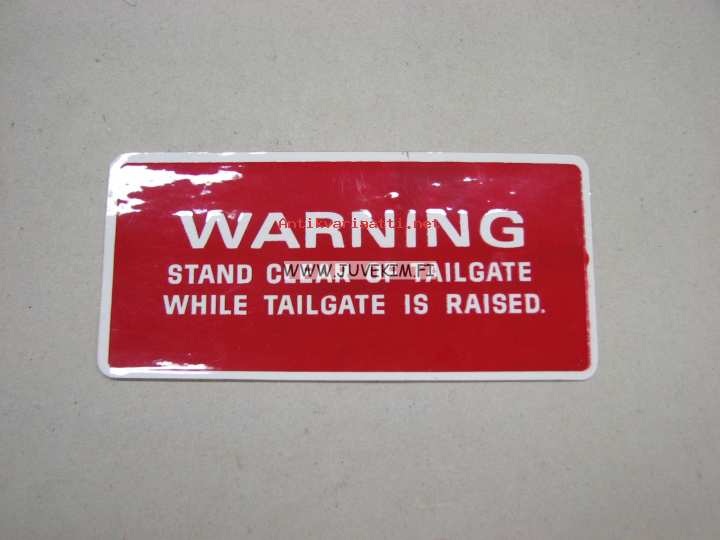 WARNING
Antikvariaatti.net
STAND CLEAR OF TAILGATE
WWW.JUVEKIM.FI
WHILE TAILGATE IS RAISED.